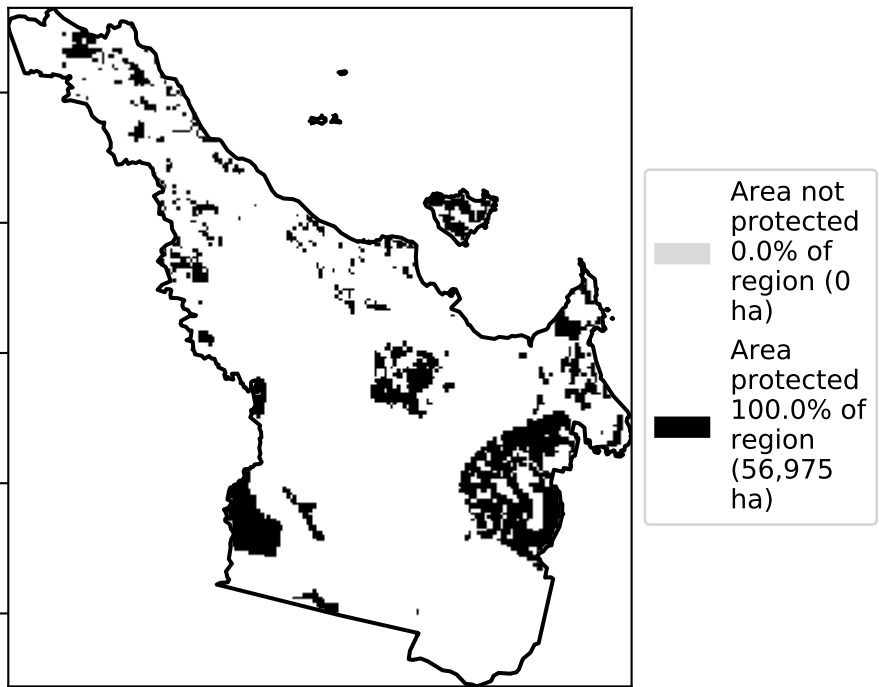 Area not
protected
0.0% of
region (0
ha)
Area
protected
100.0% of
region
(56,975
ha)